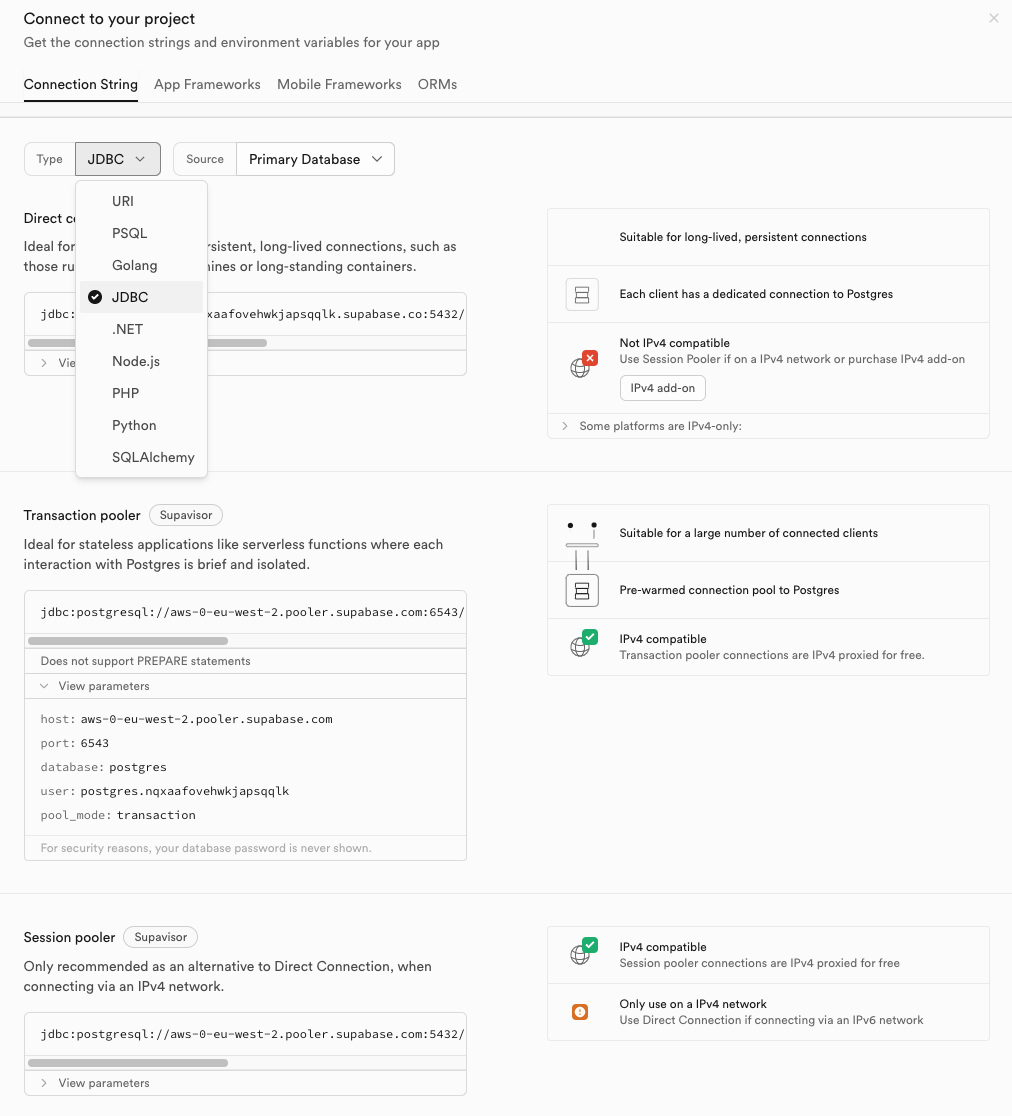 Connect to your project
Get the connection strings and environment variables for your app
Connection String App Frameworks Mobile Frameworks ORMs
Type JDBC Source Primary Database
URI
PSQL
Golang
JDBC
.NET
Node.js
PHP
Python
SQLAlchemy
Direct
Ideal for rsistent, long-lived connections, such as
those or long-standing containers.
jdbc: xaafovehwkjapsqqlk.supabase.co:5432/
Suitable for long-lived, persistent connections
Each client has a dedicated connection to Postgres
Not IPv4 compatible
Use Session Pooler if on a IPv4 network or purchase IPv4 add-on
IPv4 add-on
Some platforms are IPv4-only:
Transaction pooler Supavisor
Ideal for stateless applications like serverless functions where each
interaction with Postgres is brief and isolated.
jdbc:postgresql://aws-0-eu-west-2.pooler.supabase.com:6543/
Does not support PREPARE statements
View parameters
host: aws-0-eu-west-2.pooler.supabase.com
port: 6543
database: postgres
user: postgres.nqxaafovehwkjapsqqlk
pool_mode: transaction
For security reasons, your database password is never shown.
Suitable for a large number of connected clients
Pre-warmed connection pool to Postgres
IPv4 compatible
Transaction pooler connections are IPv4 proxied for free.
Session pooler Supavisor
Only recommended as an alternative to Direct Connection, when
connecting via an IPv4 network.
jdbc:postgresql://aws-0-eu-west-2.pooler.supabase.com:5432/
View parameters
IPv4 compatible
Session pooler connections are IPv4 proxied for free
Only use on a IPv4 network
Use Direct Connection if connecting via an IPv6 network